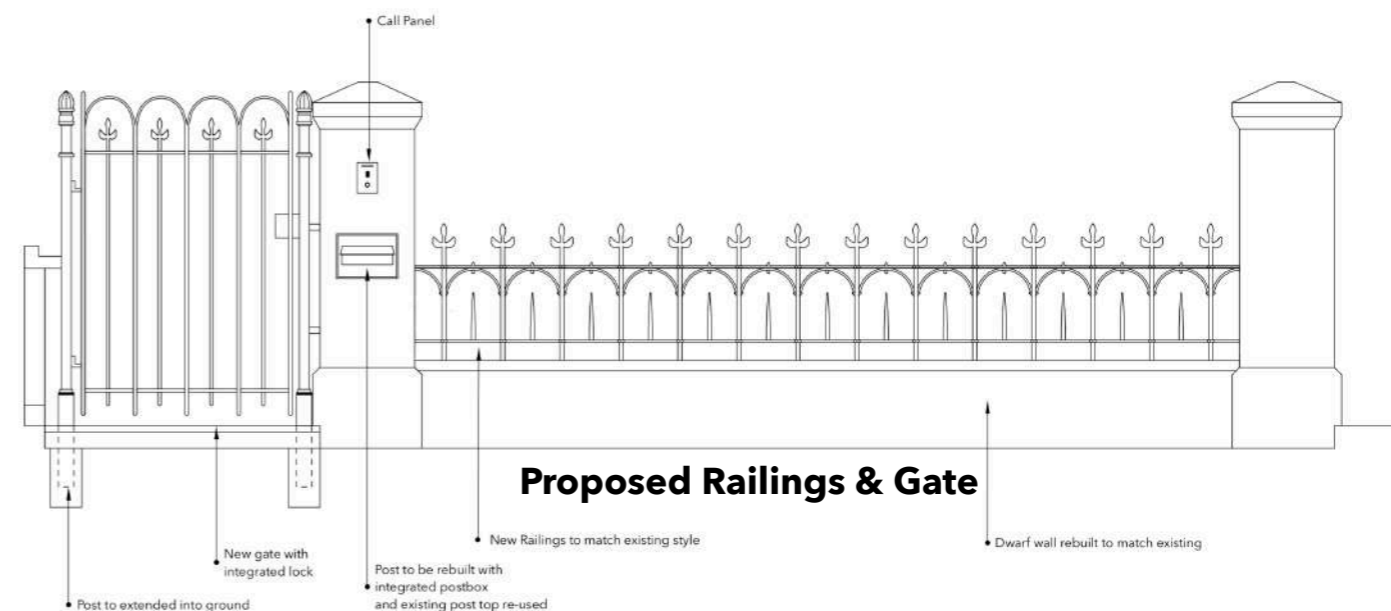 Call Panel
Proposed Railings & Gate
New Railings to match existing style
Dwarf wall rebuilt to match existing
New gate with
integrated lock
Post to be rebuilt with
integrated postbox
and existing post top re-used
Post to extended into ground